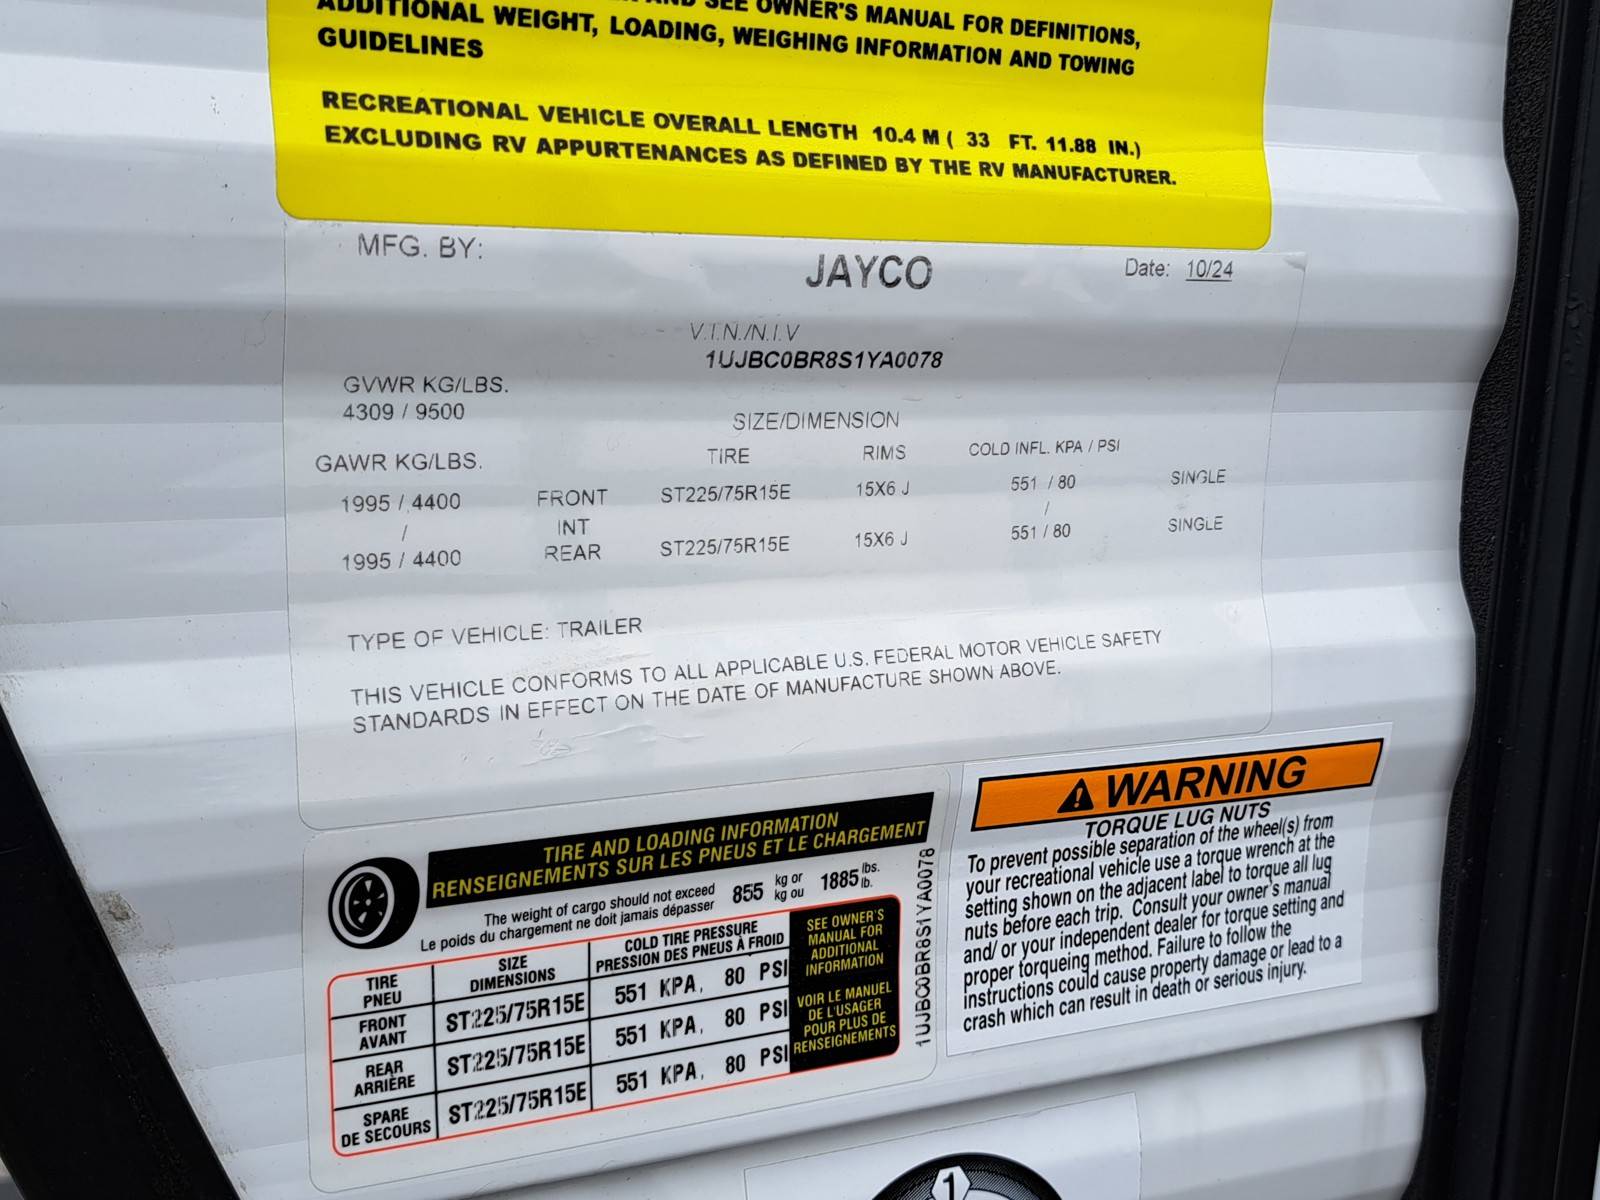 AND SEE OWNER'S MANUAL FOR DEFINITIONS,
ADDITIONAL WEIGHT, LOADING, WEIGHING INFORMATION AND TOWING
GUIDELINES
RECREATIONAL VEHICLE OVERALL LENGTH 10.4 M ( 33 FT. 11.88 IN.)
EXCLUDING RV APPURTENANCES AS DEFINED BY THE RV MANUFACTURER.
MFG. BY: JAYCO Date: 10/24
V.I.N./N.I.V
1UJBC0BR8S1YA0078
GVWR KG/LBS.
4309 / 9500
SIZE/DIMENSION
GAWR KG/LBS. TIRE RIMS COLD INFL. KPA / PSI
1995 / 4400 FRONT ST225/75R15E 15X6 J 551 / 80 SINGLE
/ INT /
1995 / 4400 REAR ST225/75R15E 15X6 J 551 / 80 SINGLE
TYPE OF VEHICLE: TRAILER
THIS VEHICLE CONFORMS TO ALL APPLICABLE U.S. FEDERAL MOTOR VEHICLE SAFETY
STANDARDS IN EFFECT ON THE DATE OF MANUFACTURE SHOWN ABOVE.
TIRE AND LOADING INFORMATION
RENSEIGNEMENTS SUR LES PNEUS ET LE CHARGEMENT
The weight of cargo should not exceed 855 kg or 1885 lbs.
Le poids du chargement ne doit jamais dépasser kg ou lb.
TIRE SIZE COLD TIRE PRESSURE
PNEU DIMENSIONS PRESSION DES PNEUS À FROID
FRONT
AVANT ST225/75R15E 551 KPA, 80 PSI
REAR
ARRIÈRE ST225/75R15E 551 KPA, 80 PSI
SPARE
DE SECOURS ST225/75R15E 551 KPA, 80 PSI
SEE OWNER'S
MANUAL FOR
ADDITIONAL
INFORMATION
VOIR LE MANUEL
DE L'USAGER
POUR PLUS DE
RENSEIGNEMENTS
1UJBC0BR8S1YA0078
WARNING
TORQUE LUG NUTS
To prevent possible separation of the wheel(s) from
your recreational vehicle use a torque wrench at the
setting shown on the adjacent label to torque all lug
nuts before each trip. Consult your owner's manual
and/ or your independent dealer for torque setting and
proper torqueing method. Failure to follow the
instructions could cause property damage or lead to a
crash which can result in death or serious injury.
1